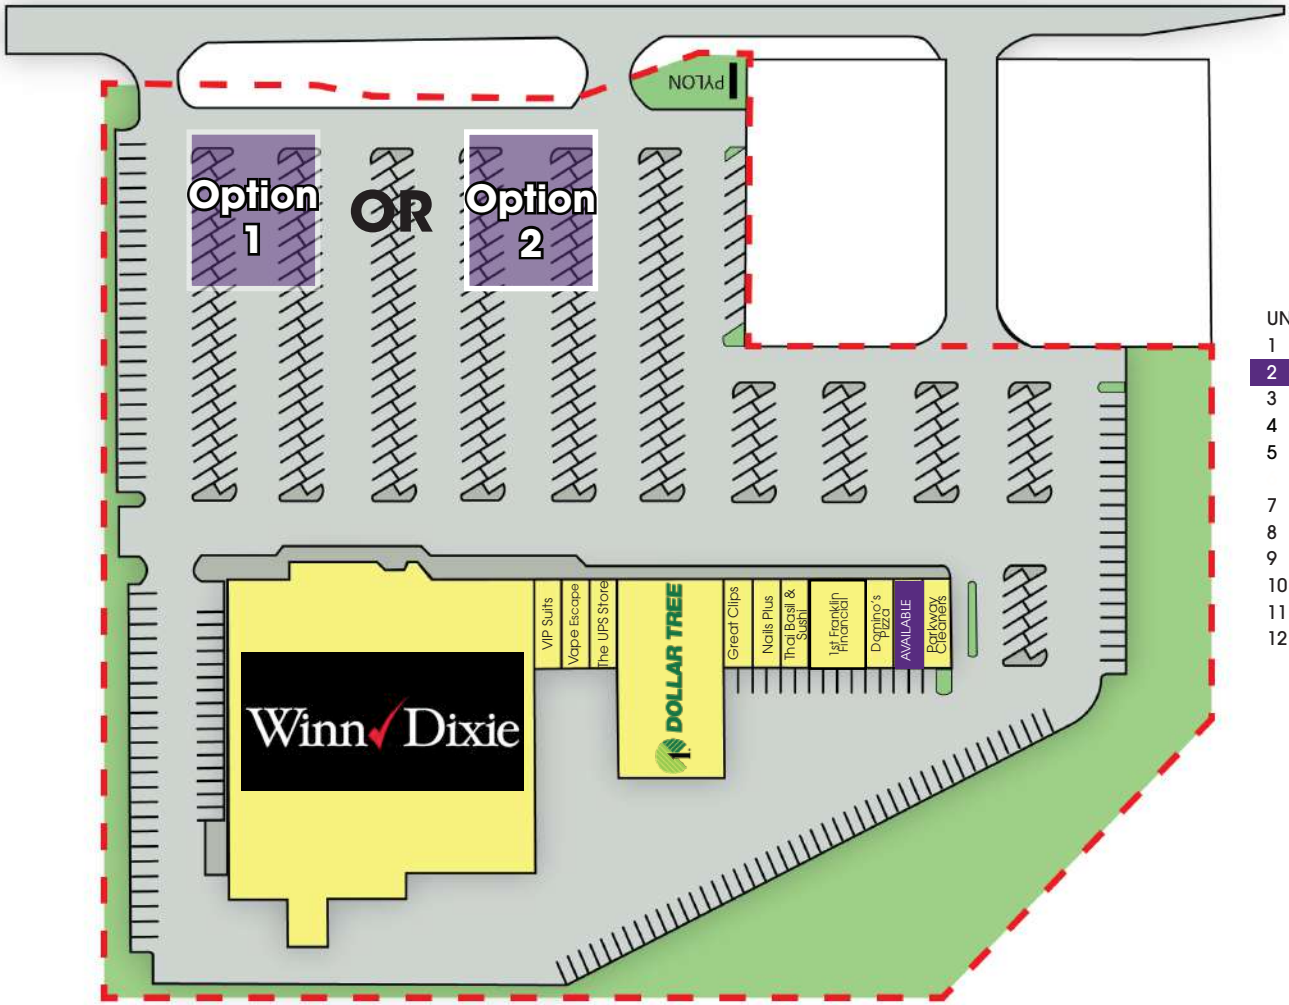 PYLON
Option
1
OR
Option
2
UN
1
2
3
4
5
7
8
9
10
11
12
VIP Suits
Vape Escape
The UPS Store
DOLLAR TREE
Great Clips
Nails Plus
Thai Basil &
Sushi
1st Franklin
Financial
Domino's
Pizza
AVAILABLE
Parkway
Cleaners
Winn Dixie